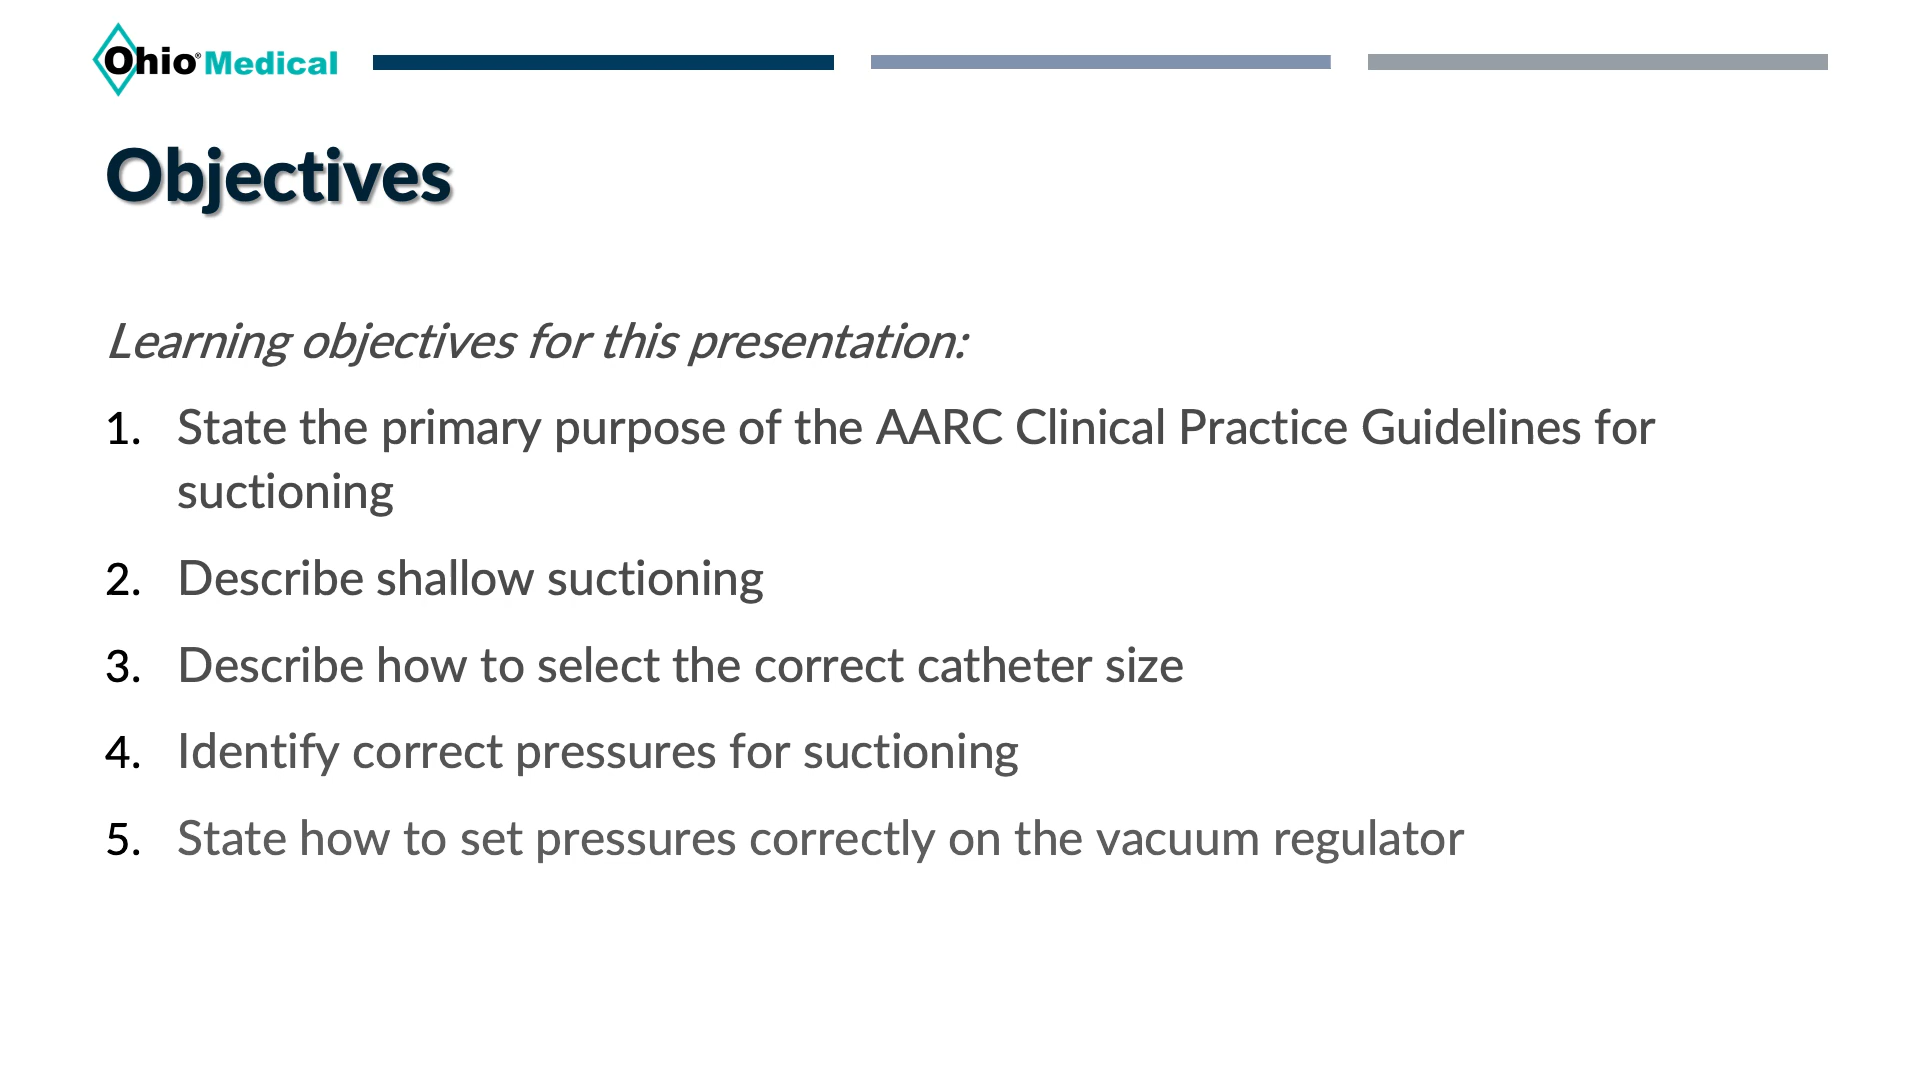 Ohio® Medical
Objectives
Learning objectives for this presentation:
1. State the primary purpose of the AARC Clinical Practice Guidelines for
suctioning
2. Describe shallow suctioning
3. Describe how to select the correct catheter size
4. Identify correct pressures for suctioning
5. State how to set pressures correctly on the vacuum regulator